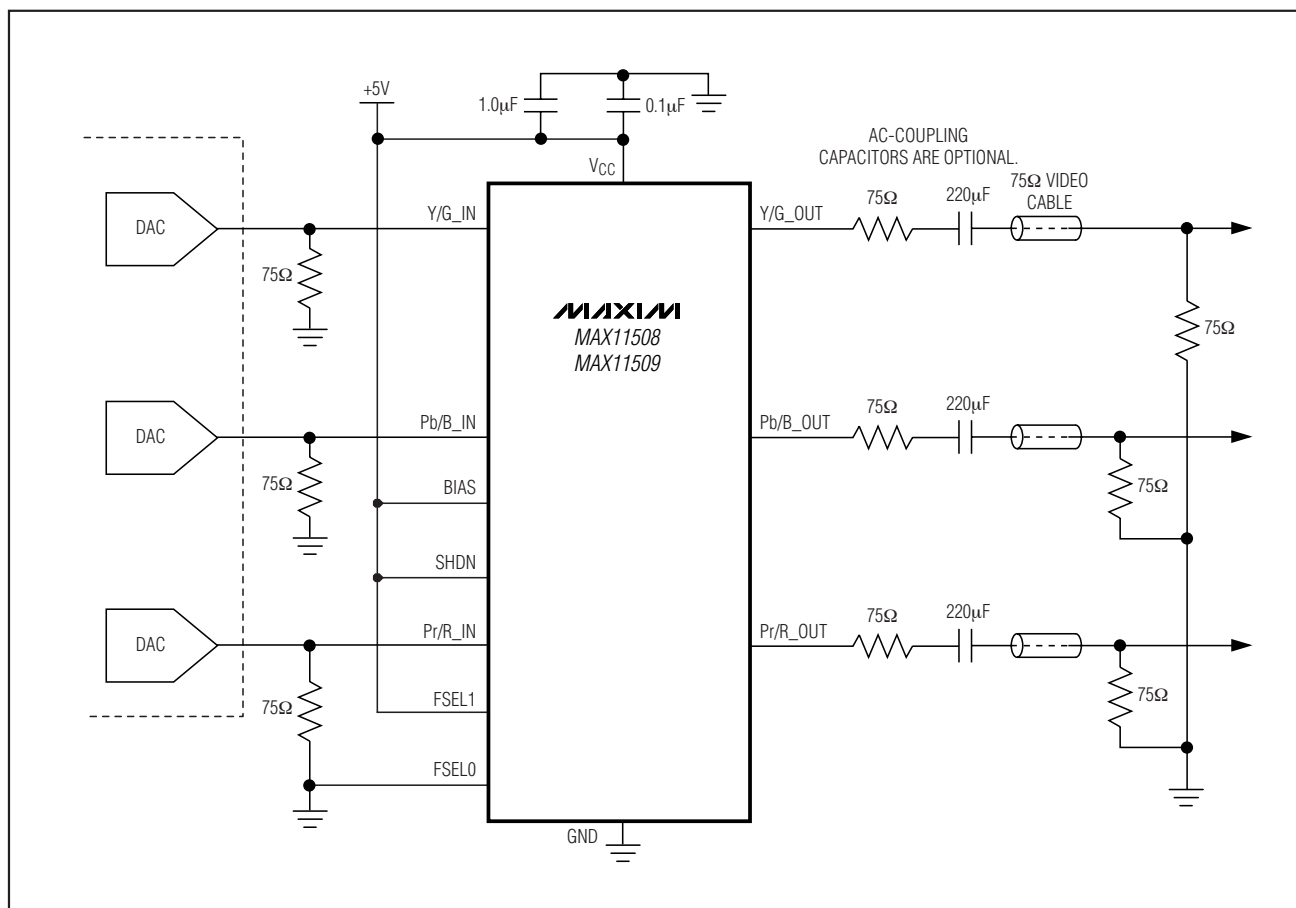 +5V
1.0µF
0.1µF
AC-COUPLING
CAPACITORS ARE OPTIONAL.
VCC
DAC
Y/G_IN
75Ω
Y/G_OUT
75Ω
220µF
75Ω VIDEO
CABLE
75Ω
MAXIM
MAX11508
MAX11509
DAC
Pb/B_IN
75Ω
BIAS
Pb/B_OUT
75Ω
220µF
75Ω
SHDN
DAC
Pr/R_IN
75Ω
FSEL1
FSEL0
Pr/R_OUT
75Ω
220µF
75Ω
GND